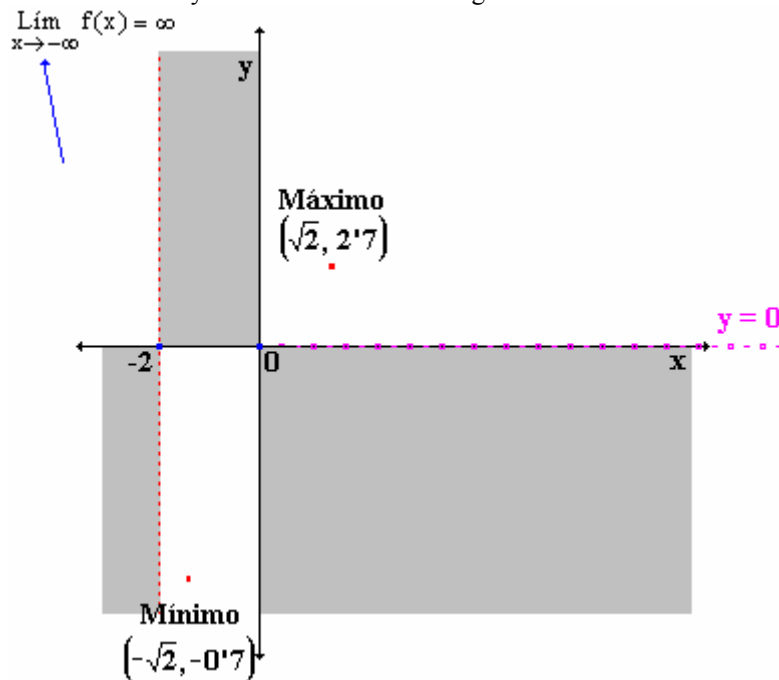 Lím f(x) = ∞
x→-∞
y
Máximo
(√2, 2'7)
y = 0
-2
0
x
Mínimo
(-√2, -0'7)